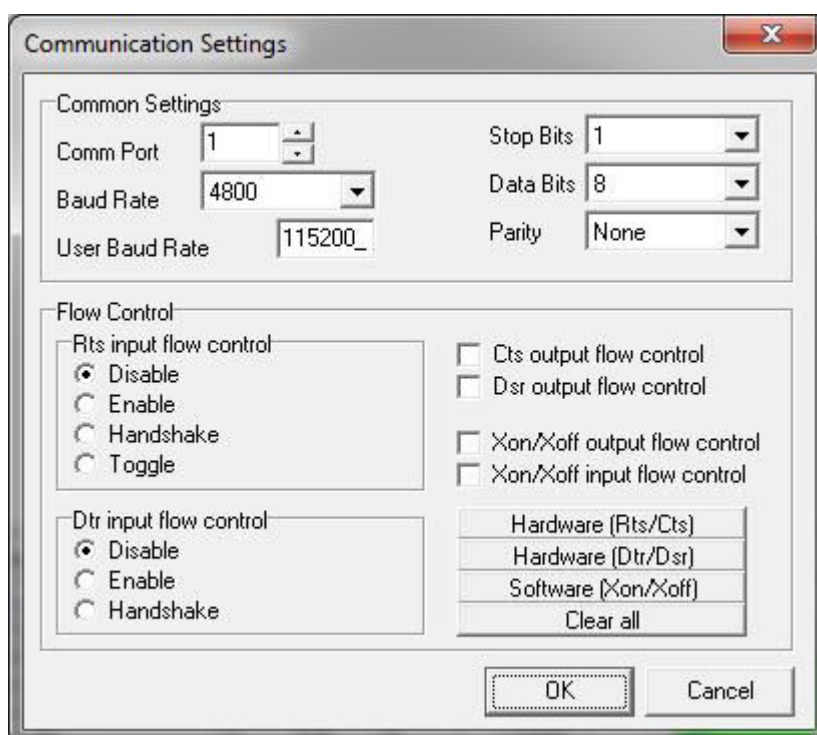 Communication Settings
Common Settings
Comm Port 1
Baud Rate 4800
User Baud Rate 115200_
Stop Bits 1
Data Bits 8
Parity None
Flow Control
Rts input flow control
Disable
Enable
Handshake
Toggle
Cts output flow control
Dsr output flow control
Xon/Xoff output flow control
Xon/Xoff input flow control
Dtr input flow control
Disable
Enable
Handshake
Hardware (Rts/Cts)
Hardware (Dtr/Dsr)
Software (Xon/Xoff)
Clear all
OK Cancel